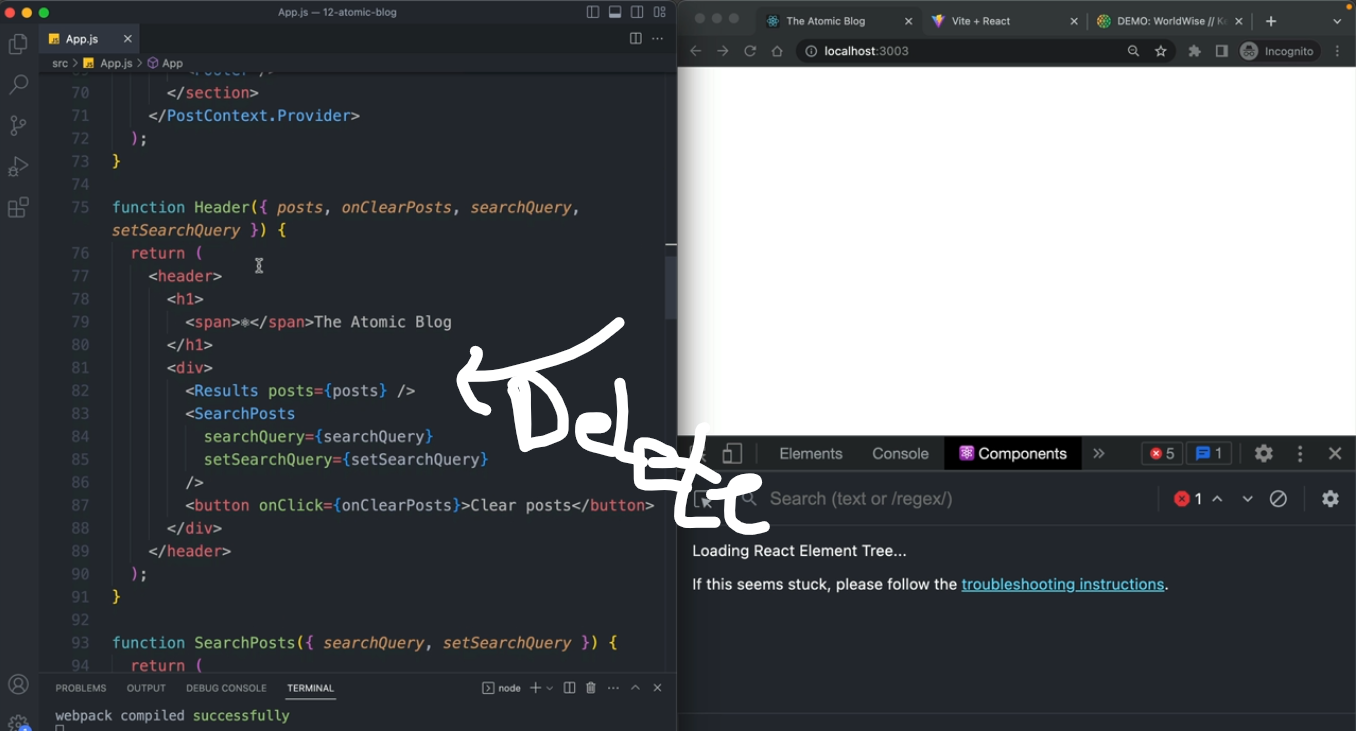 App.js — 12-atomic-blog
App.js
src > App.js > App
70 </section>
71 </PostContext.Provider>
72 );
73 }
74
75 function Header({ posts, onClearPosts, searchQuery,
setSearchQuery }) {
76 return (
77 <header>
78 <h1>
79 <span>⚛</span>The Atomic Blog
80 </h1>
81 <div>
82 <Results posts={posts} />
83 <SearchPosts
84 searchQuery={searchQuery}
85 setSearchQuery={setSearchQuery}
86 />
87 <button onClick={onClearPosts}>Clear posts</button>
88 </div>
89 </header>
90 );
91 }
92
93 function SearchPosts({ searchQuery, setSearchQuery }) {
94 return (
Delete
PROBLEMS OUTPUT DEBUG CONSOLE TERMINAL node
webpack compiled successfully
The Atomic Blog Vite + React DEMO: WorldWise //
localhost:3003 Incognito
Elements Console Components 5 1
Search (text or /regex/) 1
Loading React Element Tree...
If this seems stuck, please follow the troubleshooting instructions.